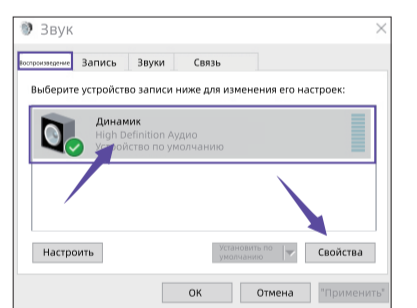 Звук
Воспроизведение Запись Звуки Связь
Выберите устройство записи ниже для изменения его настроек:
Динамик
High Definition Аудио
Устройство по умолчанию
Настроить
Установить по
умолчанию
Свойства
OK Отмена "Применить"